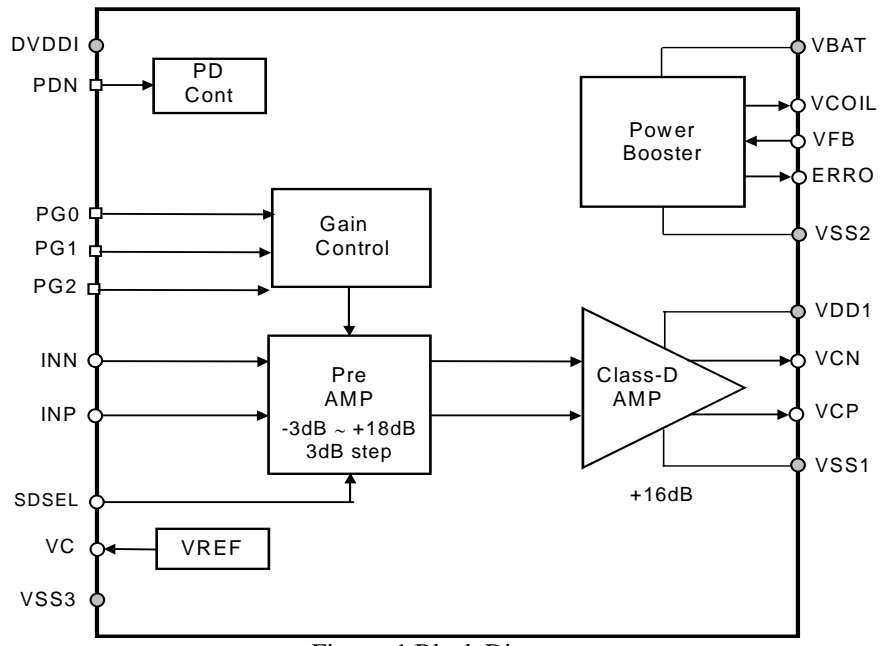 DVDDI
PDN
PD
Cont
PG0
PG1
PG2
Gain
Control
INN
INP
Pre
AMP
-3dB ~ +18dB
3dB step
SDSEL
VC
VREF
VSS3
Power
Booster
VBAT
VCOIL
VFB
ERRO
VSS2
Class-D
AMP
+16dB
VDD1
VCN
VCP
VSS1